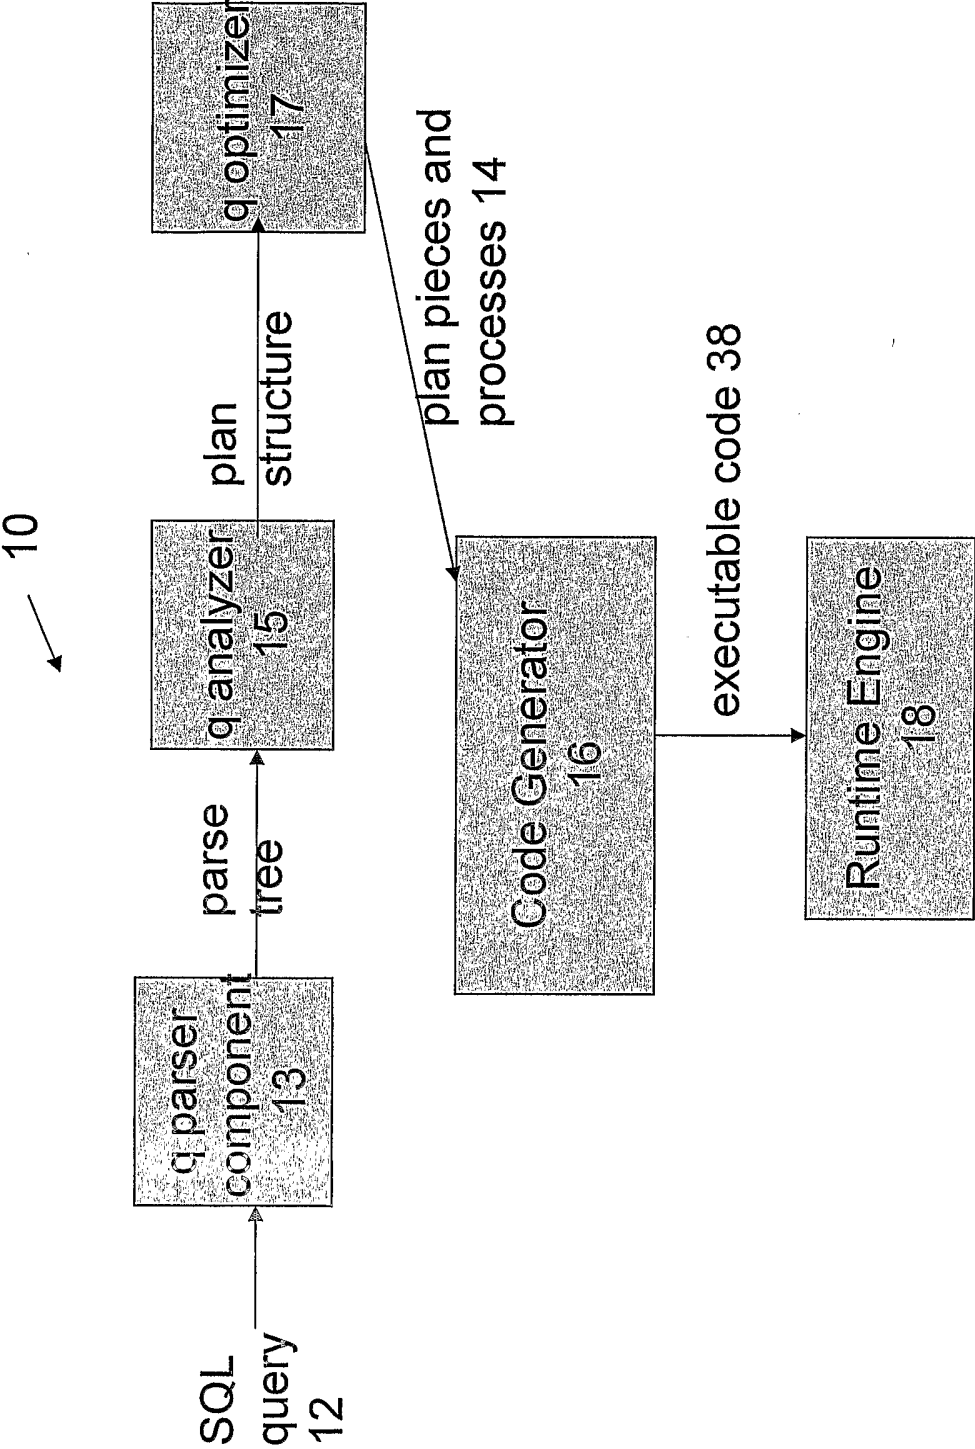 10
SQL
query
12
q parser
component
13
parse
tree
q analyzer
15
plan
structure
q optimizer
17
plan pieces and
processes 14
Code Generator
16
executable code 38
Runtime Engine
18